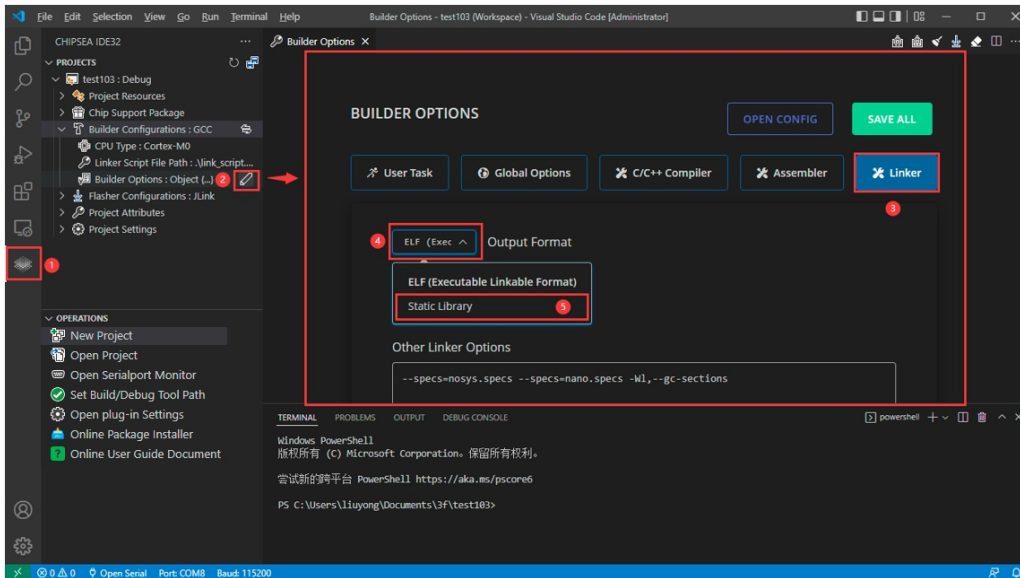 File Edit Selection View Go Run Terminal Help
Builder Options - test103 (Workspace) - Visual Studio Code [Administrator]
CHIPSEA IDE32
PROJECTS
test103 : Debug
Project Resources
Chip Support Package
Builder Configurations : GCC
CPU Type : Cortex-M0
Linker Script File Path : .\link_script....
Builder Options : Object {...} 2
Flasher Configurations : JLink
Project Attributes
Project Settings
1
OPERATIONS
New Project
Open Project
Open Serialport Monitor
Set Build/Debug Tool Path
Open plug-in Settings
Online Package Installer
? Online User Guide Document
Builder Options
BUILDER OPTIONS
OPEN CONFIG
SAVE ALL
User Task
Global Options
C/C++ Compiler
Assembler
Linker
3
4 ELF (Exec Output Format
ELF (Executable Linkable Format)
Static Library 5
Other Linker Options
--specs=nosys.specs --specs=nano.specs -Wl,--gc-sections
TERMINAL PROBLEMS OUTPUT DEBUG CONSOLE
powershell
Windows PowerShell
版权所有 (C) Microsoft Corporation。保留所有权利。
尝试新的跨平台 PowerShell https://aka.ms/pscore6
PS C:\Users\liuyong\Documents\3f\test103>
0 0 Open Serial Port: COM8 Baud: 115200